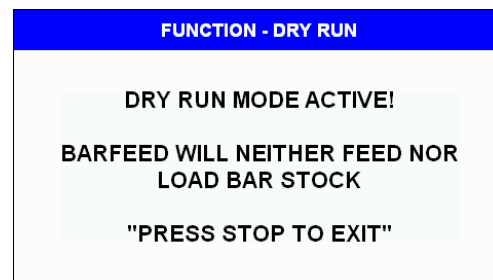 FUNCTION - DRY RUN
DRY RUN MODE ACTIVE!
BARFEED WILL NEITHER FEED NOR
LOAD BAR STOCK
"PRESS STOP TO EXIT"